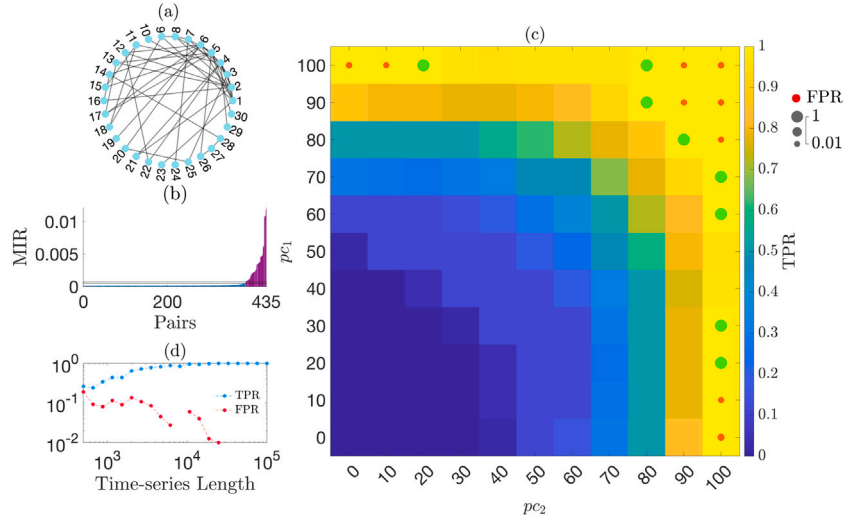 (a)
10 9 8 7 6 5 4 3 2 1 30 29 28 27 26 25 24 23 22 21 20 19 18 17 16 15 14 13 12 11
(b)
MIR
0.01
0.005
0
0 200 435
Pairs
(d)
10^0
10^-1
10^-2
TPR
FPR
10^3 10^4 10^5
Time-series Length
(c)
pc1
100
90
80
70
60
50
40
30
20
10
0
0 10 20 30 40 50 60 70 80 90 100
pc2
1
0.9
0.8
0.7
0.6
0.5
0.4
0.3
0.2
0.1
0
TPR
FPR
1
0.01